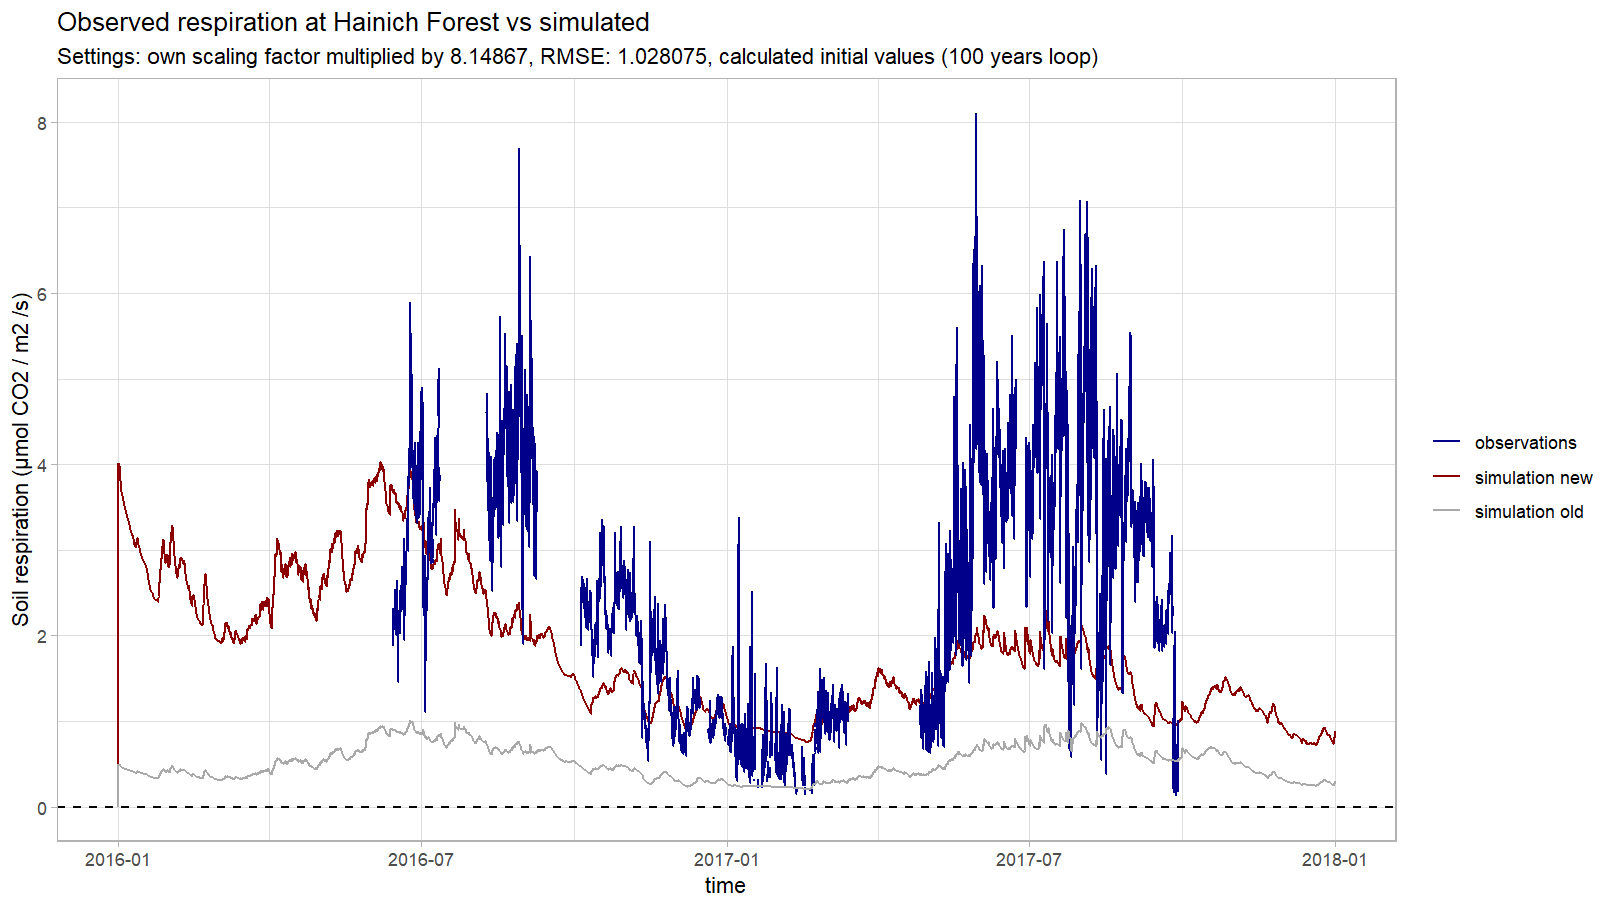 Observed respiration at Hainich Forest vs simulated
Settings: own scaling factor multiplied by 8.14867, RMSE: 1.028075, calculated initial values (100 years loop)
Soil respiration (µmol CO2 / m2 /s)
8
6
4
2
0
2016-01
2016-07
2017-01
2017-07
2018-01
time
observations
simulation new
simulation old